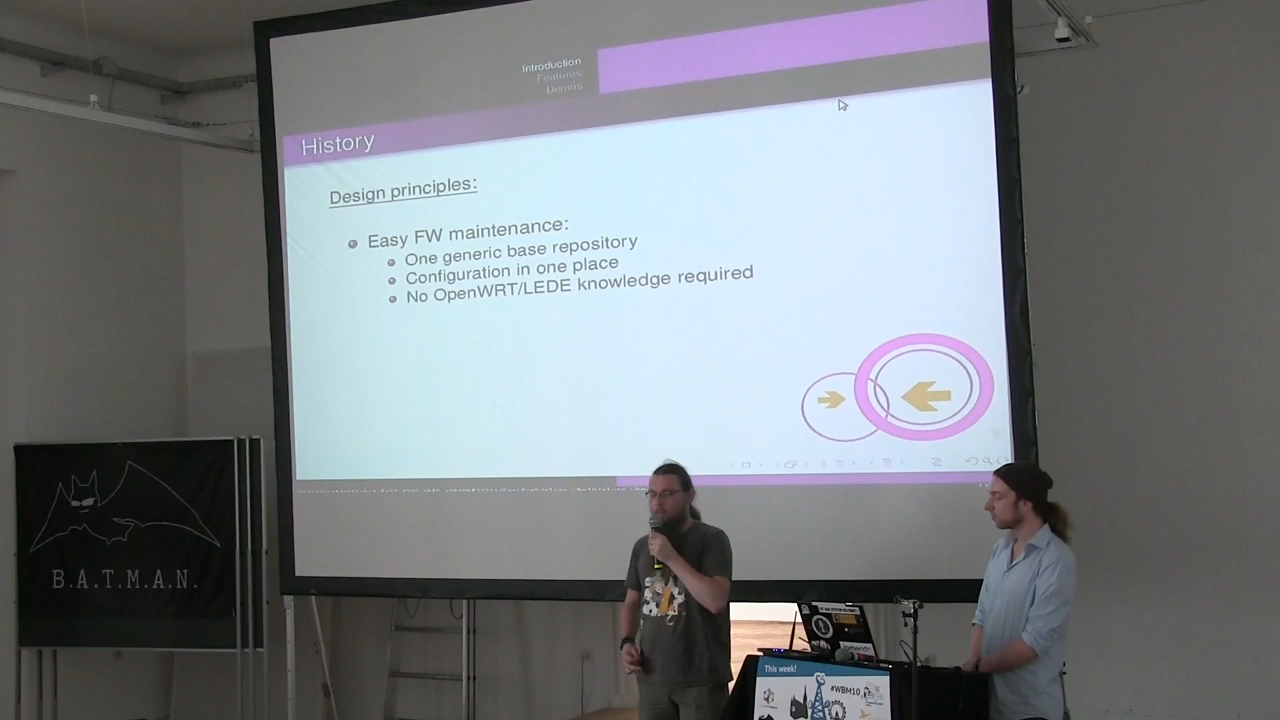 Introduction
Features
Demos
History
Design principles:
Easy FW maintenance:
One generic base repository
Configuration in one place
No OpenWRT/LEDE knowledge required
B.A.T.M.A.N.
This week!
#WBM10